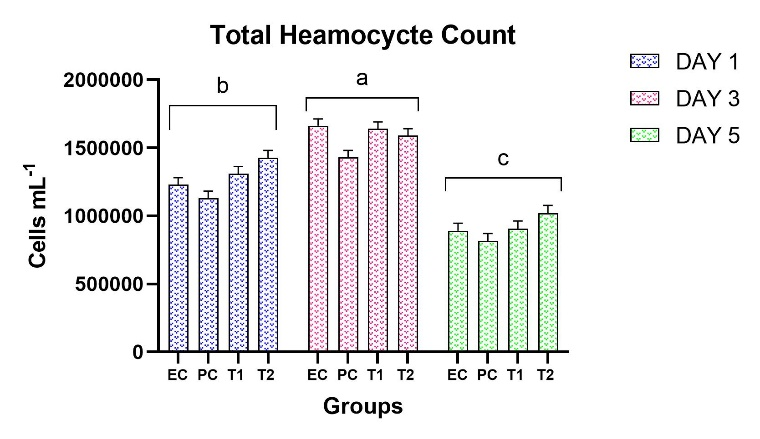 Total Heamocycte Count
DAY 1
DAY 3
DAY 5
b
a
c
Cells mL-1
2000000
1500000
1000000
500000
0
EC PC T1 T2 EC PC T1 T2 EC PC T1 T2
Groups